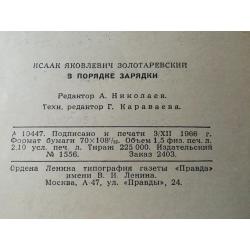 ИСААК ЯКОВЛЕВИЧ ЗОЛОТАРЕВСКИЙ
В ПОРЯДКЕ ЗАРЯДКИ
Редактор А. Николаев.
Техн. редактор Г. Караваева.
А 10447. Подписано к печати 3/XII 1966 г.
Формат бумаги 70×108¹/₃₂. Объем 1,5 физ. печ. л.
2,10 усл. печ. л. Тираж 225 000. Издательский
№ 1556. Заказ 2403.
Ордена Ленина типография газеты «Правда»
имени В. И. Ленина.
Москва, А-47, ул. «Правды», 24.